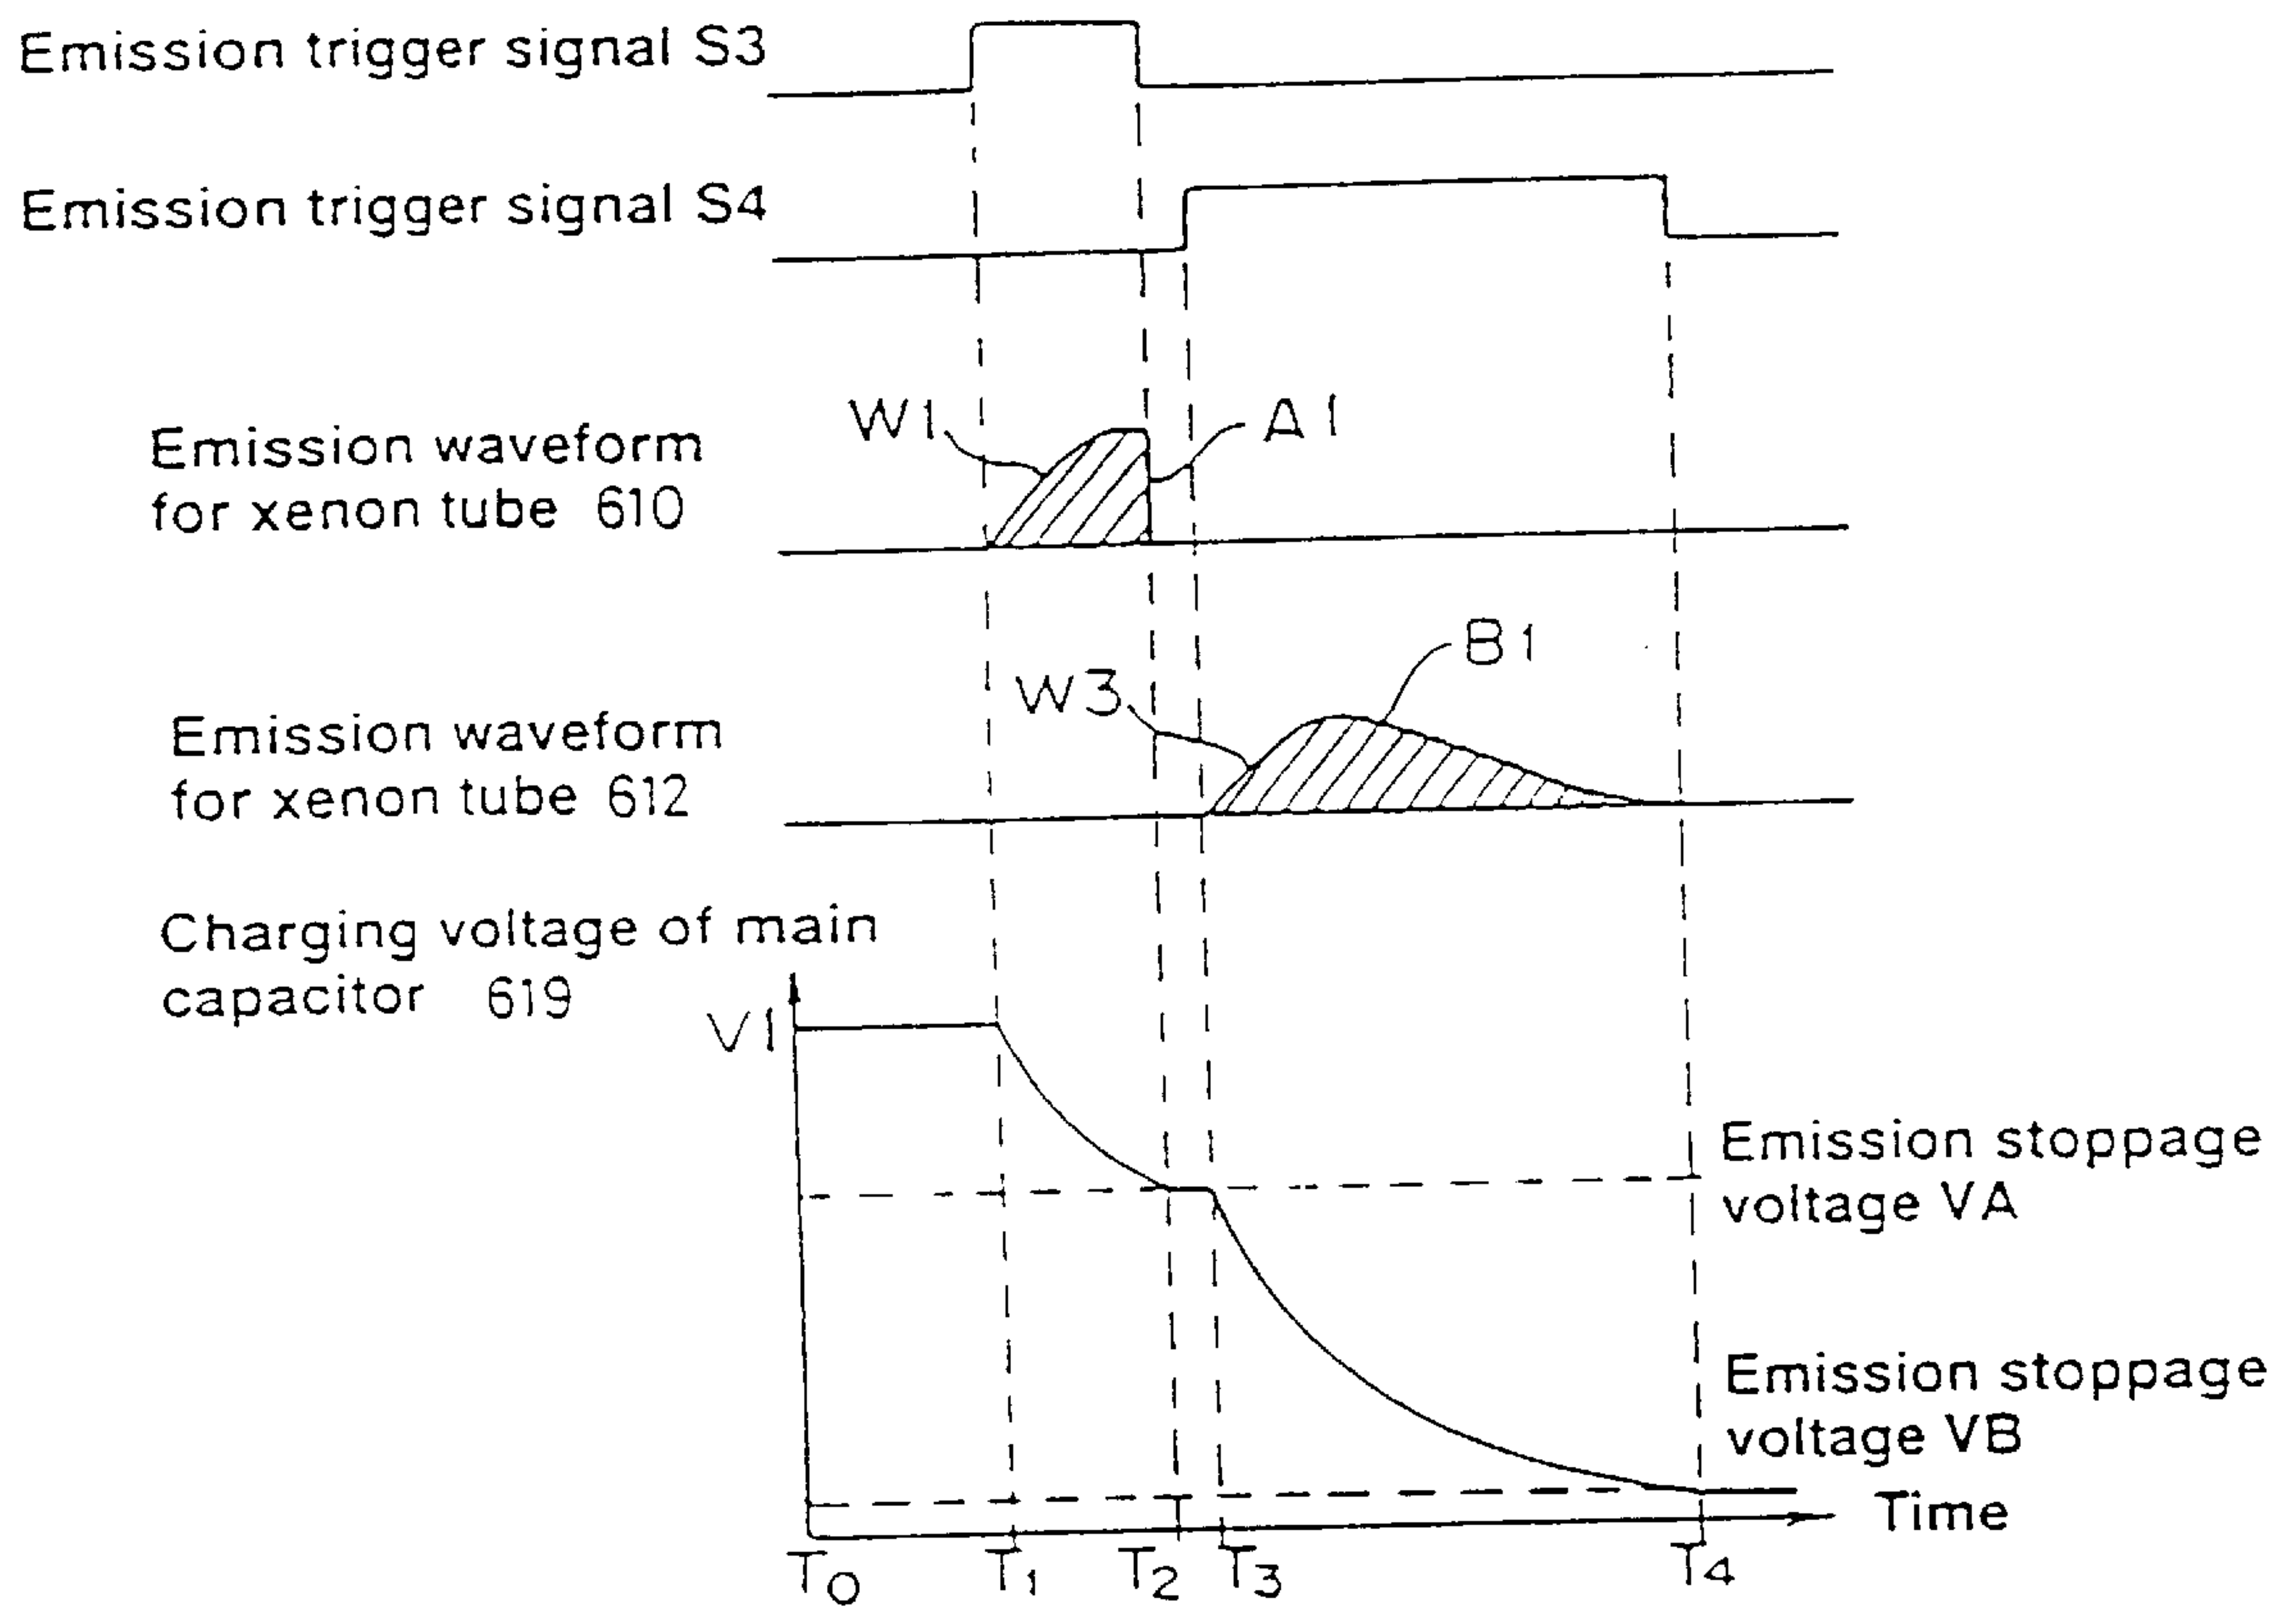 Emission trigger signal S3
Emission trigger signal S4
W1
A1
Emission waveform
for xenon tube 610
B1
W3
Emission waveform
for xenon tube 612
Charging voltage of main
capacitor 619
V1
Emission stoppage
voltage VA
Emission stoppage
voltage VB
Time
T0 T1 T2 T3 T4